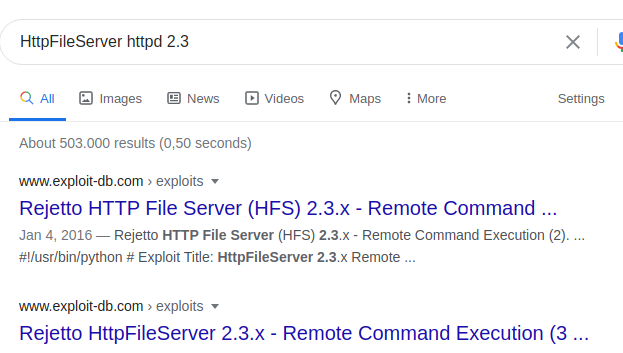 HttpFileServer httpd 2.3
All Images News Videos Maps More Settings
About 503.000 results (0,50 seconds)
www.exploit-db.com › exploits
Rejetto HTTP File Server (HFS) 2.3.x - Remote Command ...
Jan 4, 2016 — Rejetto HTTP File Server (HFS) 2.3.x - Remote Command Execution (2). ...
#!/usr/bin/python # Exploit Title: HttpFileServer 2.3.x Remote ...
www.exploit-db.com › exploits
Rejetto HttpFileServer 2.3.x - Remote Command Execution (3 ...